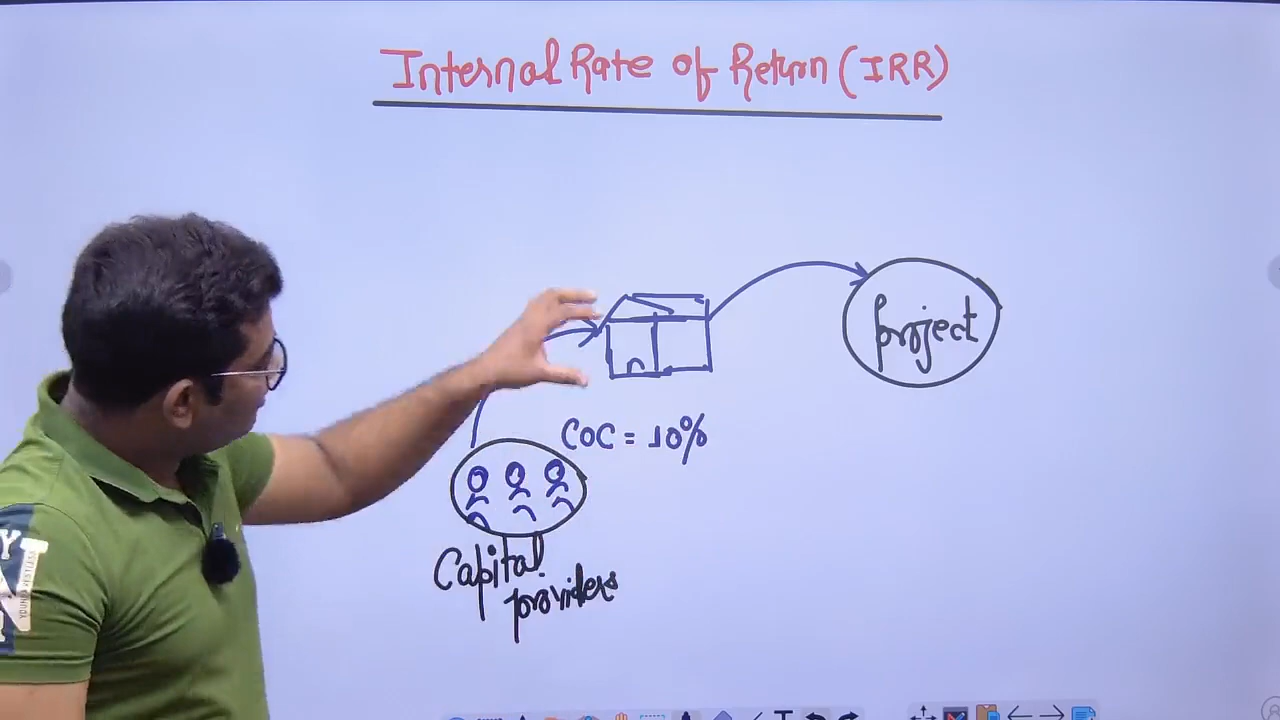 Internal Rate of Return (IRR)
project
COC = 10%
Capital
providers